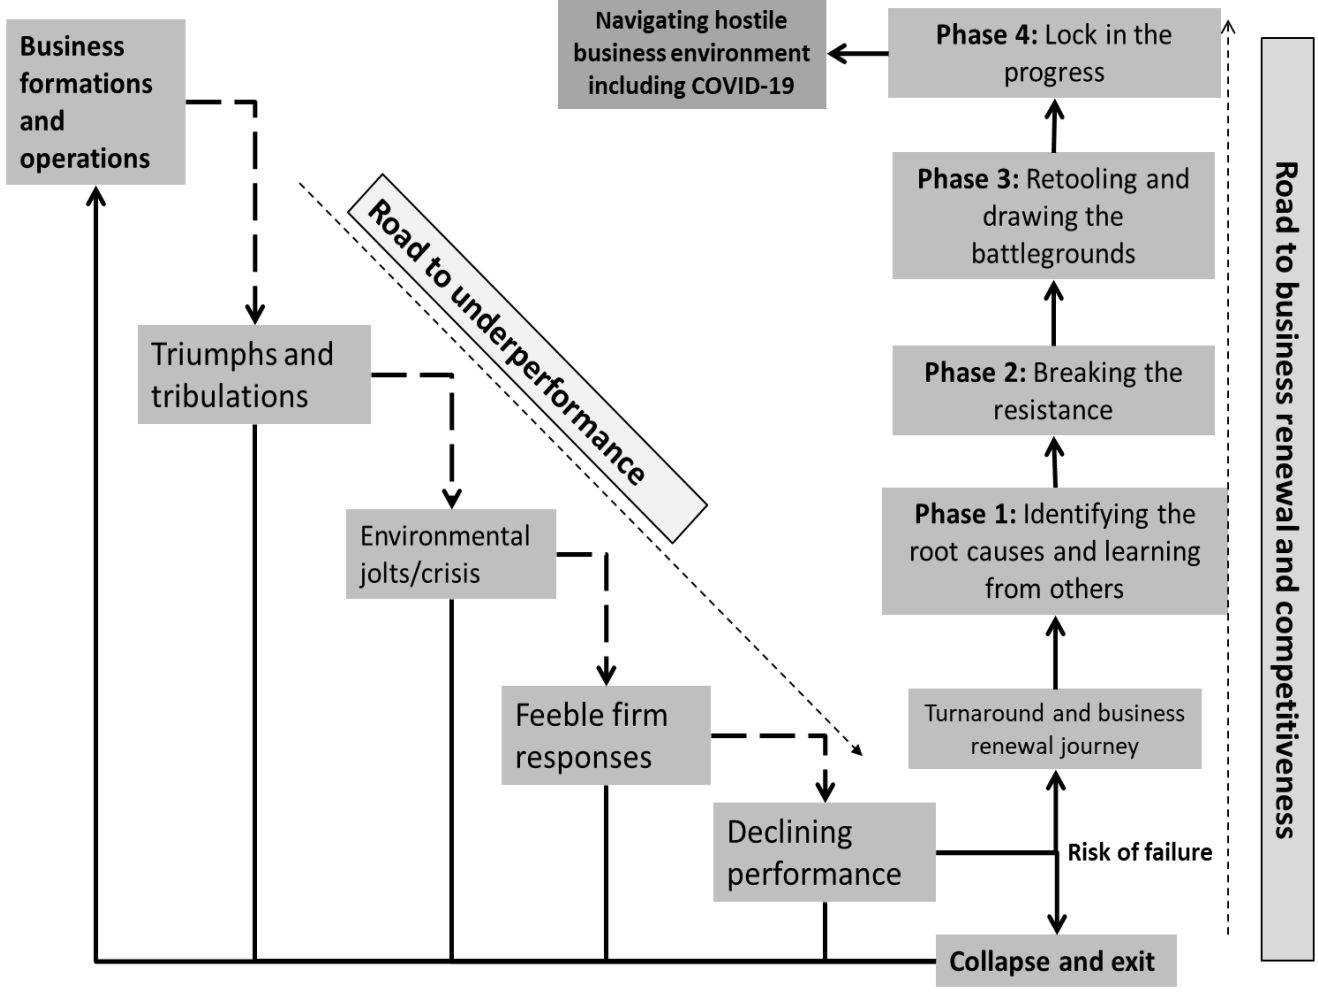 Business
formations
and
operations
Triumphs and
tribulations
Environmental
jolts/crisis
Feeble firm
responses
Declining
performance
Road to underperformance
Navigating hostile
business environment
including COVID-19
Phase 4: Lock in the
progress
Phase 3: Retooling and
drawing the
battlegrounds
Phase 2: Breaking the
resistance
Phase 1: Identifying the
root causes and learning
from others
Turnaround and business
renewal journey
Risk of failure
Collapse and exit
Road to business renewal and competitiveness